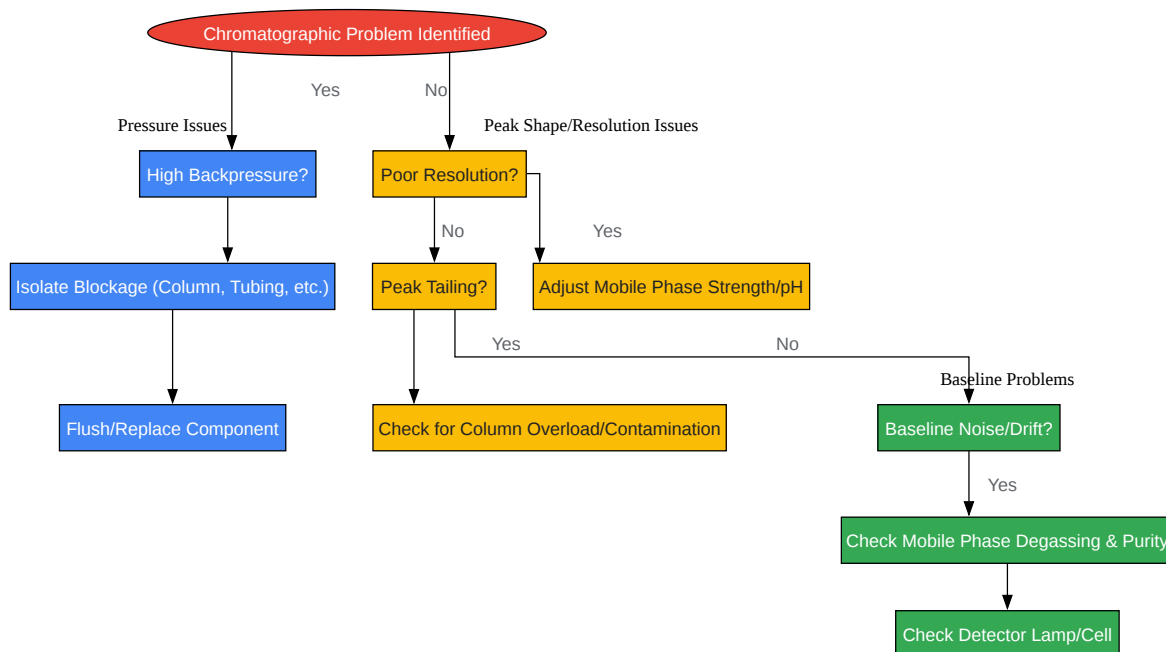 Chromatographic Problem Identified
Yes
No
Pressure Issues
Peak Shape/Resolution Issues
High Backpressure?
Poor Resolution?
No
Yes
Isolate Blockage (Column, Tubing, etc.)
Peak Tailing?
Adjust Mobile Phase Strength/pH
Yes
No
Baseline Problems
Flush/Replace Component
Check for Column Overload/Contamination
Baseline Noise/Drift?
Yes
Check Mobile Phase Degassing & Purity
Check Detector Lamp/Cell